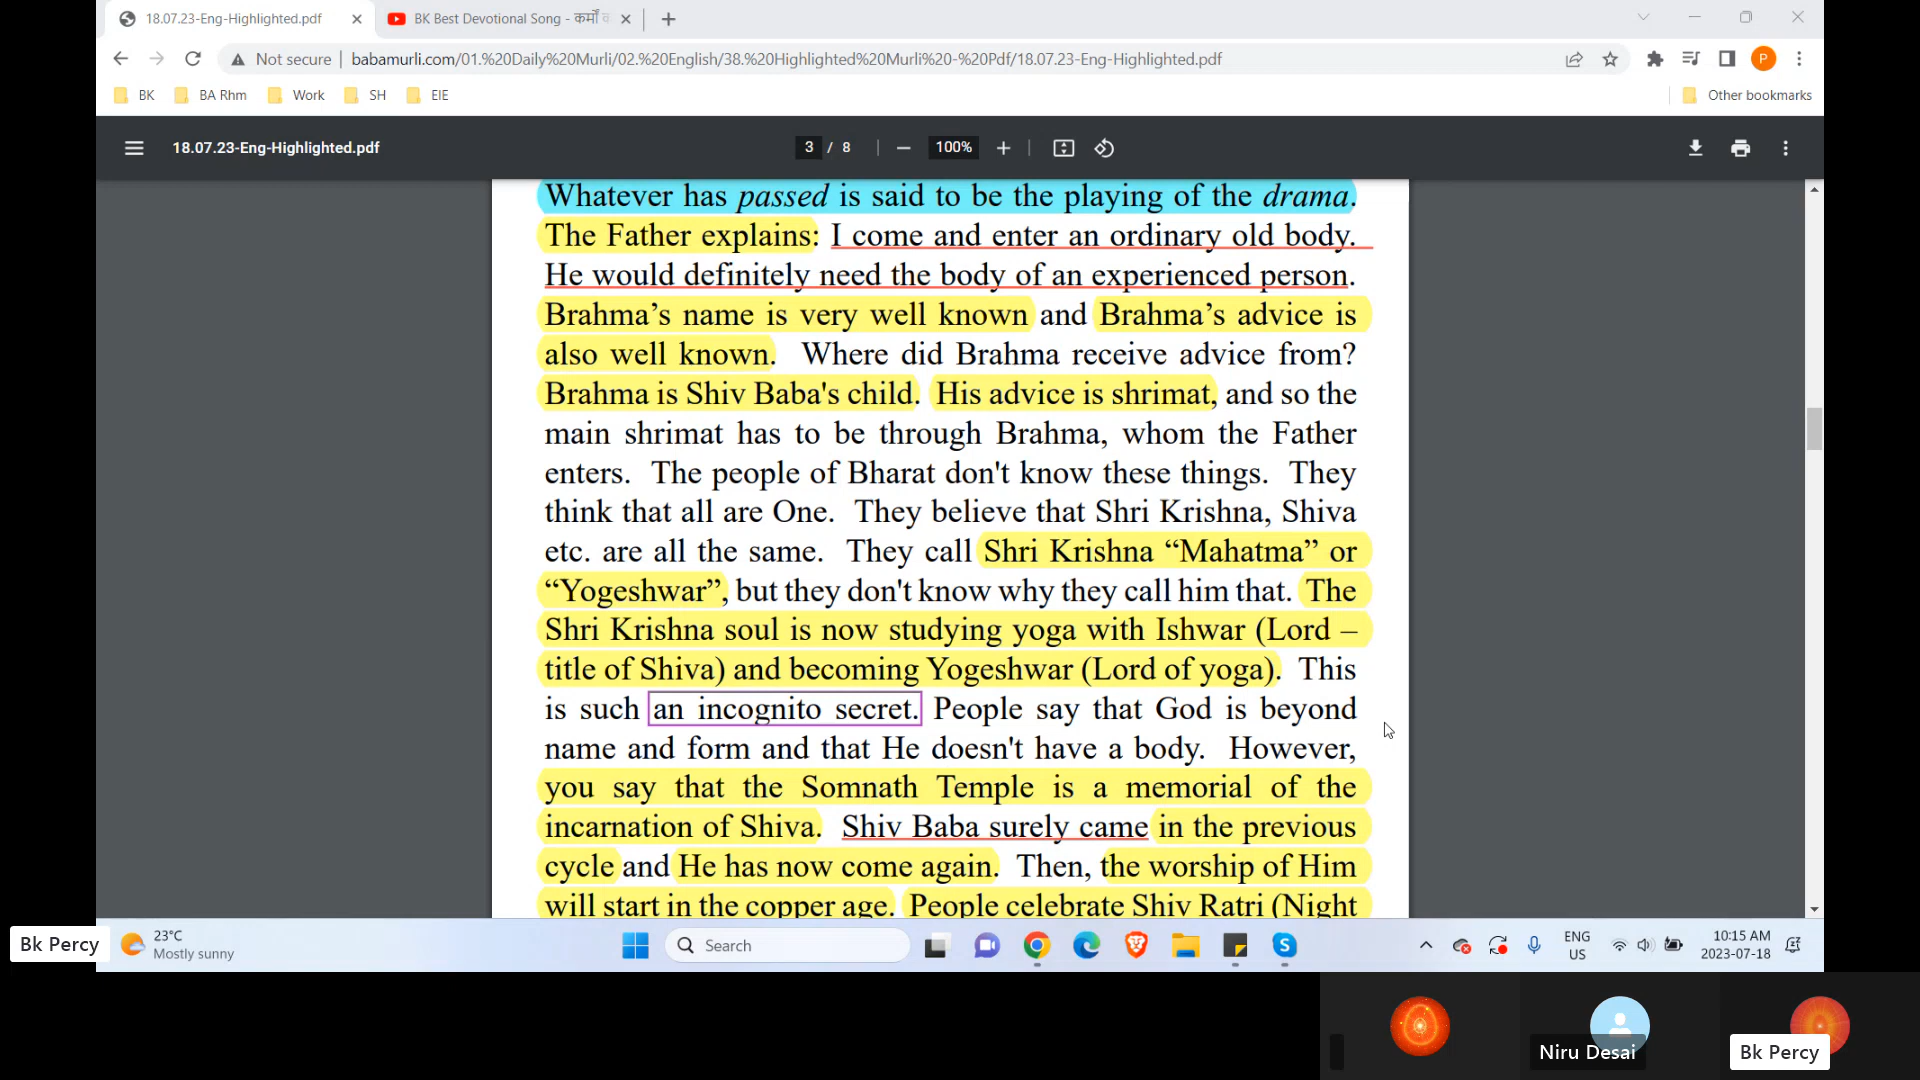 18.07.23-Eng-Highlighted.pdf
BK Best Devotional Song - कर्मों
Not secure
babamurli.com/01.%20Daily%20Murli/02.%20English/38.%20Highlighted%20Murli%20-%20Pdf/18.07.23-Eng-Highlighted.pdf
P
BK
BA Rhm
Work
SH
EIE
Other bookmarks
18.07.23-Eng-Highlighted.pdf
3 / 8
100%
Whatever has passed is said to be the playing of the drama.
The Father explains: I come and enter an ordinary old body.
He would definitely need the body of an experienced person.
Brahma’s name is very well known and Brahma’s advice is
also well known. Where did Brahma receive advice from?
Brahma is Shiv Baba's child. His advice is shrimat, and so the
main shrimat has to be through Brahma, whom the Father
enters. The people of Bharat don't know these things. They
think that all are One. They believe that Shri Krishna, Shiva
etc. are all the same. They call Shri Krishna “Mahatma” or
“Yogeshwar”, but they don't know why they call him that. The
Shri Krishna soul is now studying yoga with Ishwar (Lord –
title of Shiva) and becoming Yogeshwar (Lord of yoga). This
is such an incognito secret. People say that God is beyond
name and form and that He doesn't have a body. However,
you say that the Somnath Temple is a memorial of the
incarnation of Shiva. Shiv Baba surely came in the previous
cycle and He has now come again. Then, the worship of Him
will start in the copper age. People celebrate Shiv Ratri (Night
Bk Percy
23°C
Mostly sunny
Search
ENG
US
10:15 AM
2023-07-18
Niru Desai
Bk Percy